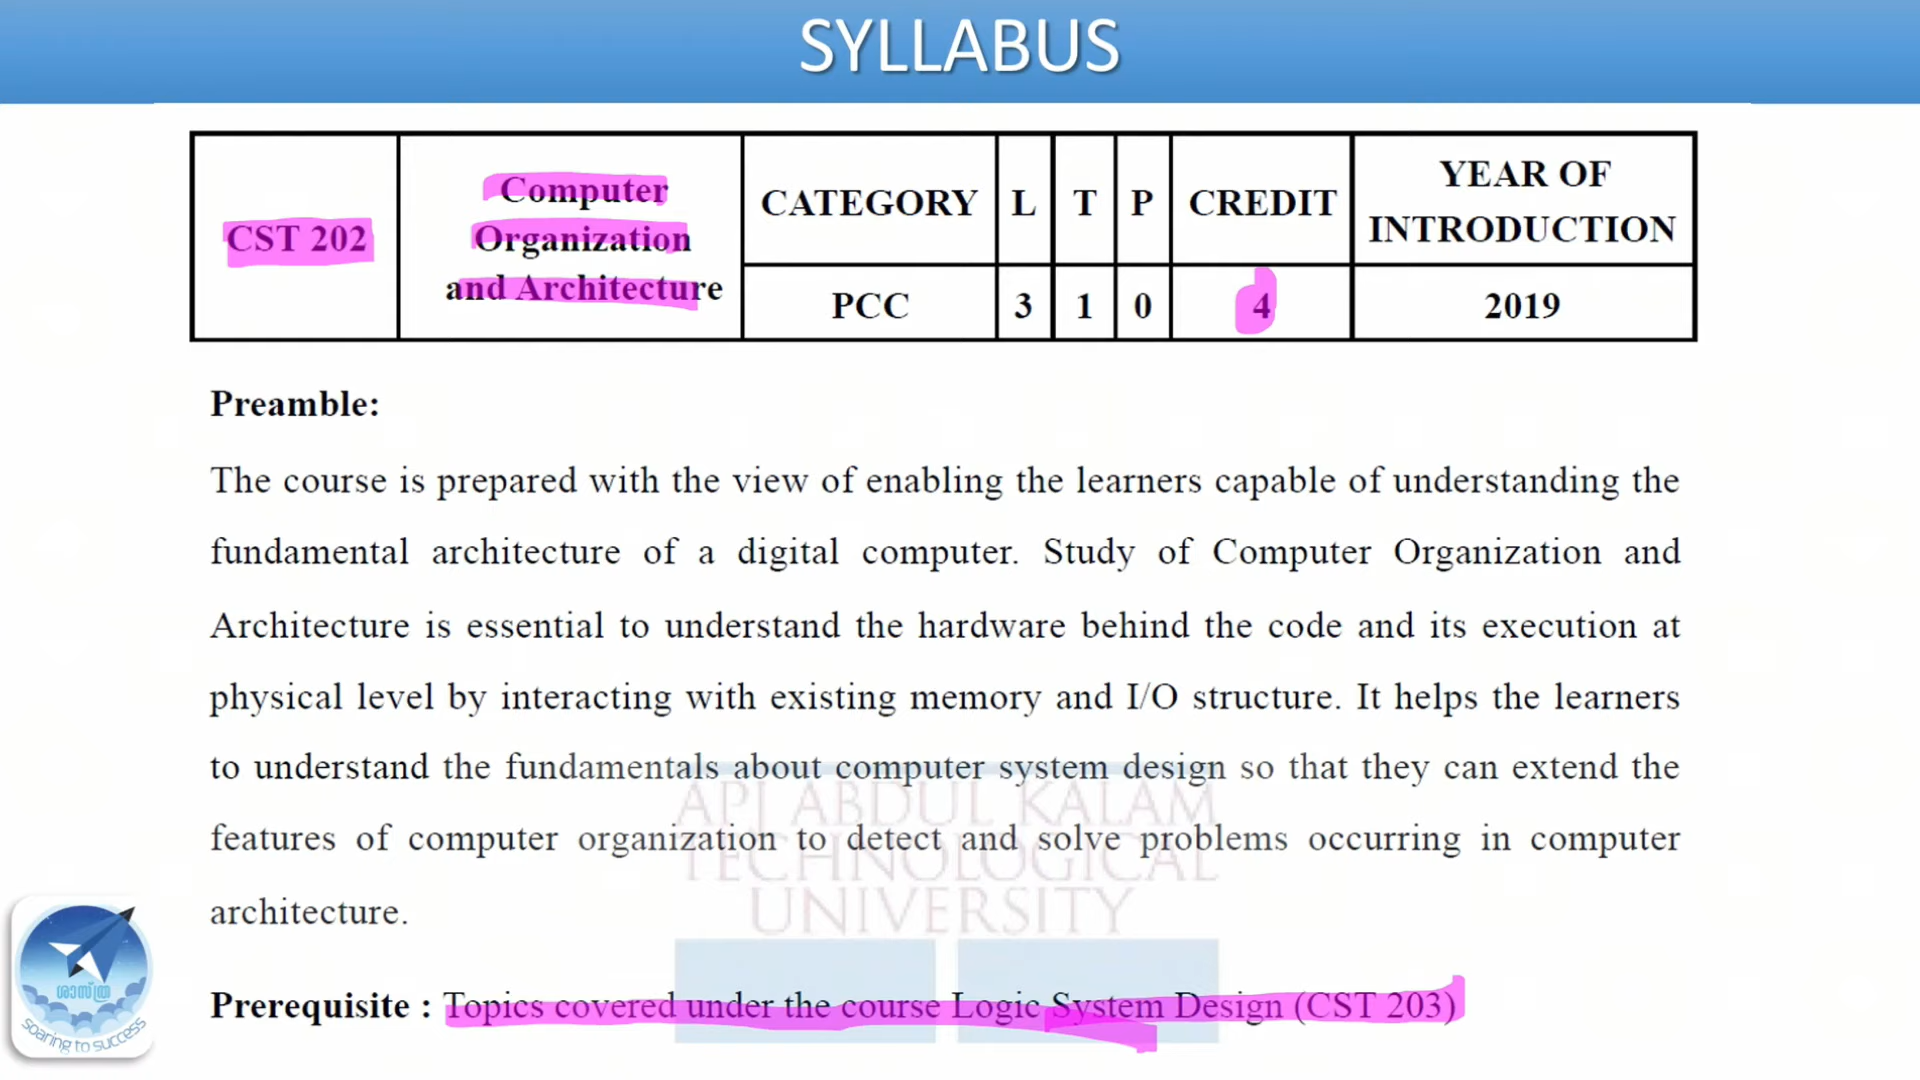 SYLLABUS
CST 202
Computer
Organization
and Architecture
CATEGORY L T P CREDIT
YEAR OF
INTRODUCTION
PCC 3 1 0 4 2019
Preamble:
The course is prepared with the view of enabling the learners capable of understanding the
fundamental architecture of a digital computer. Study of Computer Organization and
Architecture is essential to understand the hardware behind the code and its execution at
physical level by interacting with existing memory and I/O structure. It helps the learners
to understand the fundamentals about computer system design so that they can extend the
features of computer organization to detect and solve problems occurring in computer
architecture.
APJ ABDUL KALAM
TECHNOLOGICAL
UNIVERSITY
Prerequisite : Topics covered under the course Logic System Design (CST 203)
ശാസ്ത്ര
soaring to success